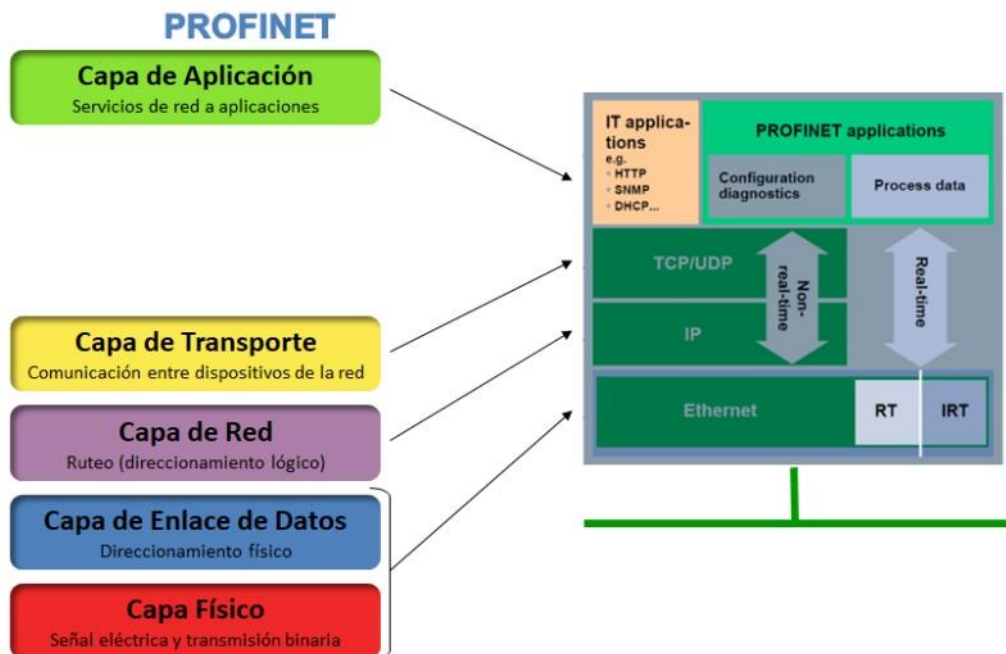 PROFINET
Capa de Aplicación
Servicios de red a aplicaciones
Capa de Transporte
Comunicación entre dispositivos de la red
Capa de Red
Ruteo (direccionamiento lógico)
Capa de Enlace de Datos
Direccionamiento físico
Capa Físico
Señal eléctrica y transmisión binaria
IT applica-
tions
e.g.
◦ HTTP
◦ SNMP
◦ DHCP...
PROFINET applications
Configuration
diagnostics
Process data
TCP/UDP
IP
Non-
real-time
Real-time
Ethernet
RT
IRT